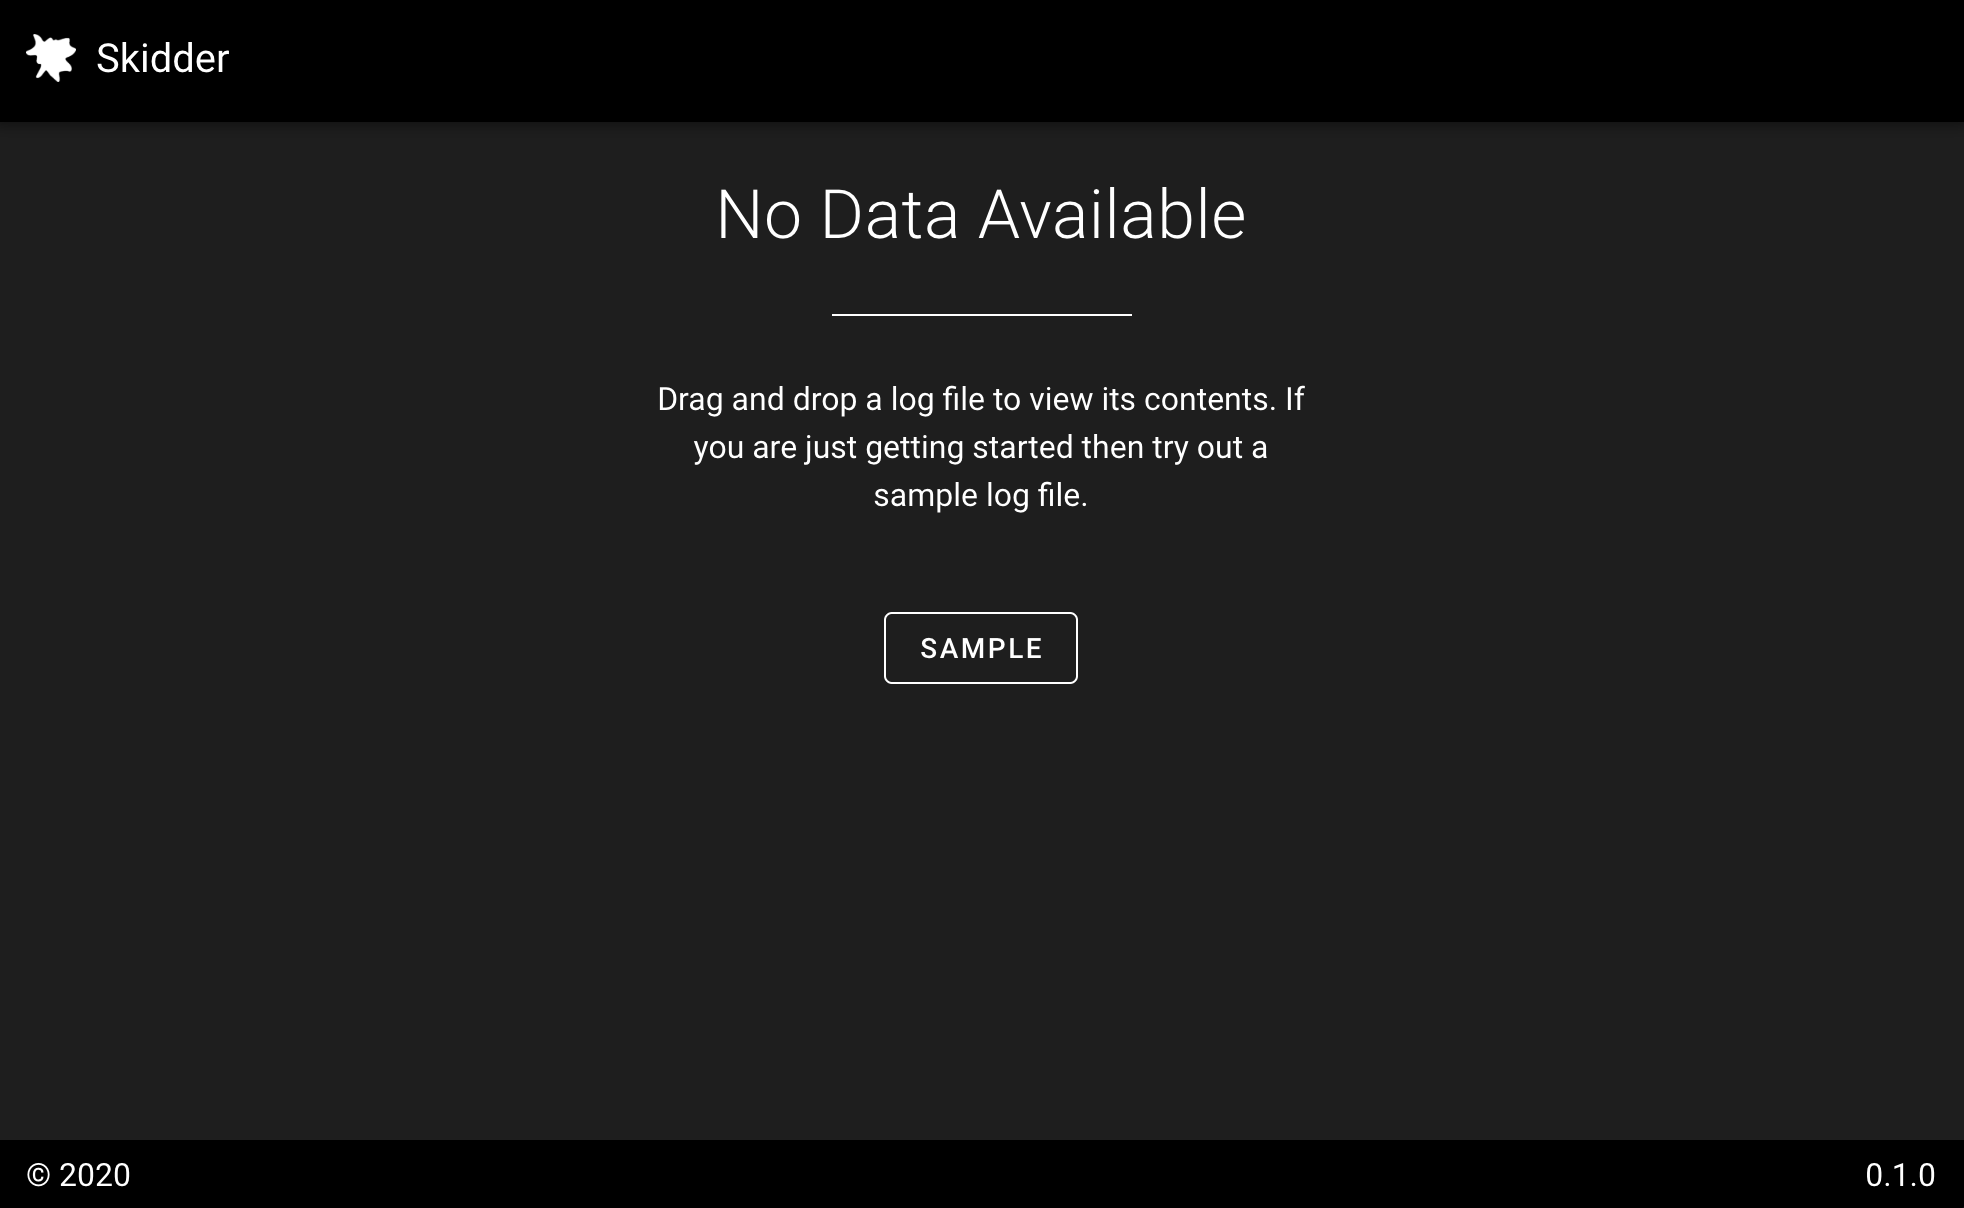 Skidder
No Data Available
Drag and drop a log file to view its contents. If
you are just getting started then try out a
sample log file.
SAMPLE
© 2020
0.1.0